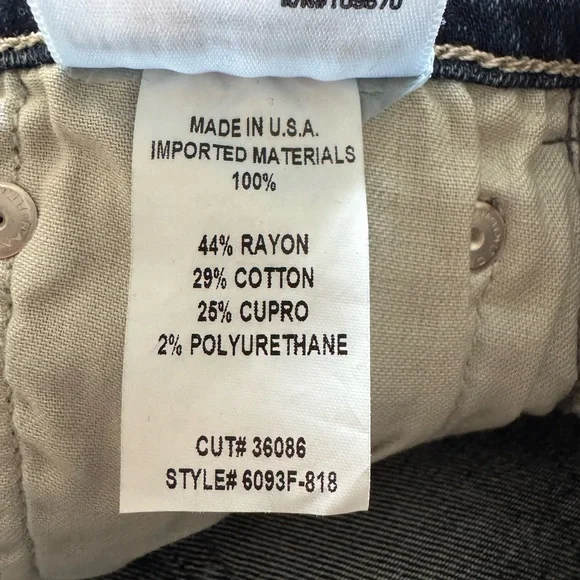 MADE IN U.S.A.
IMPORTED MATERIALS
100%
44% RAYON
29% COTTON
25% CUPRO
2% POLYURETHANE
CUT# 36086
STYLE# 6093F-818